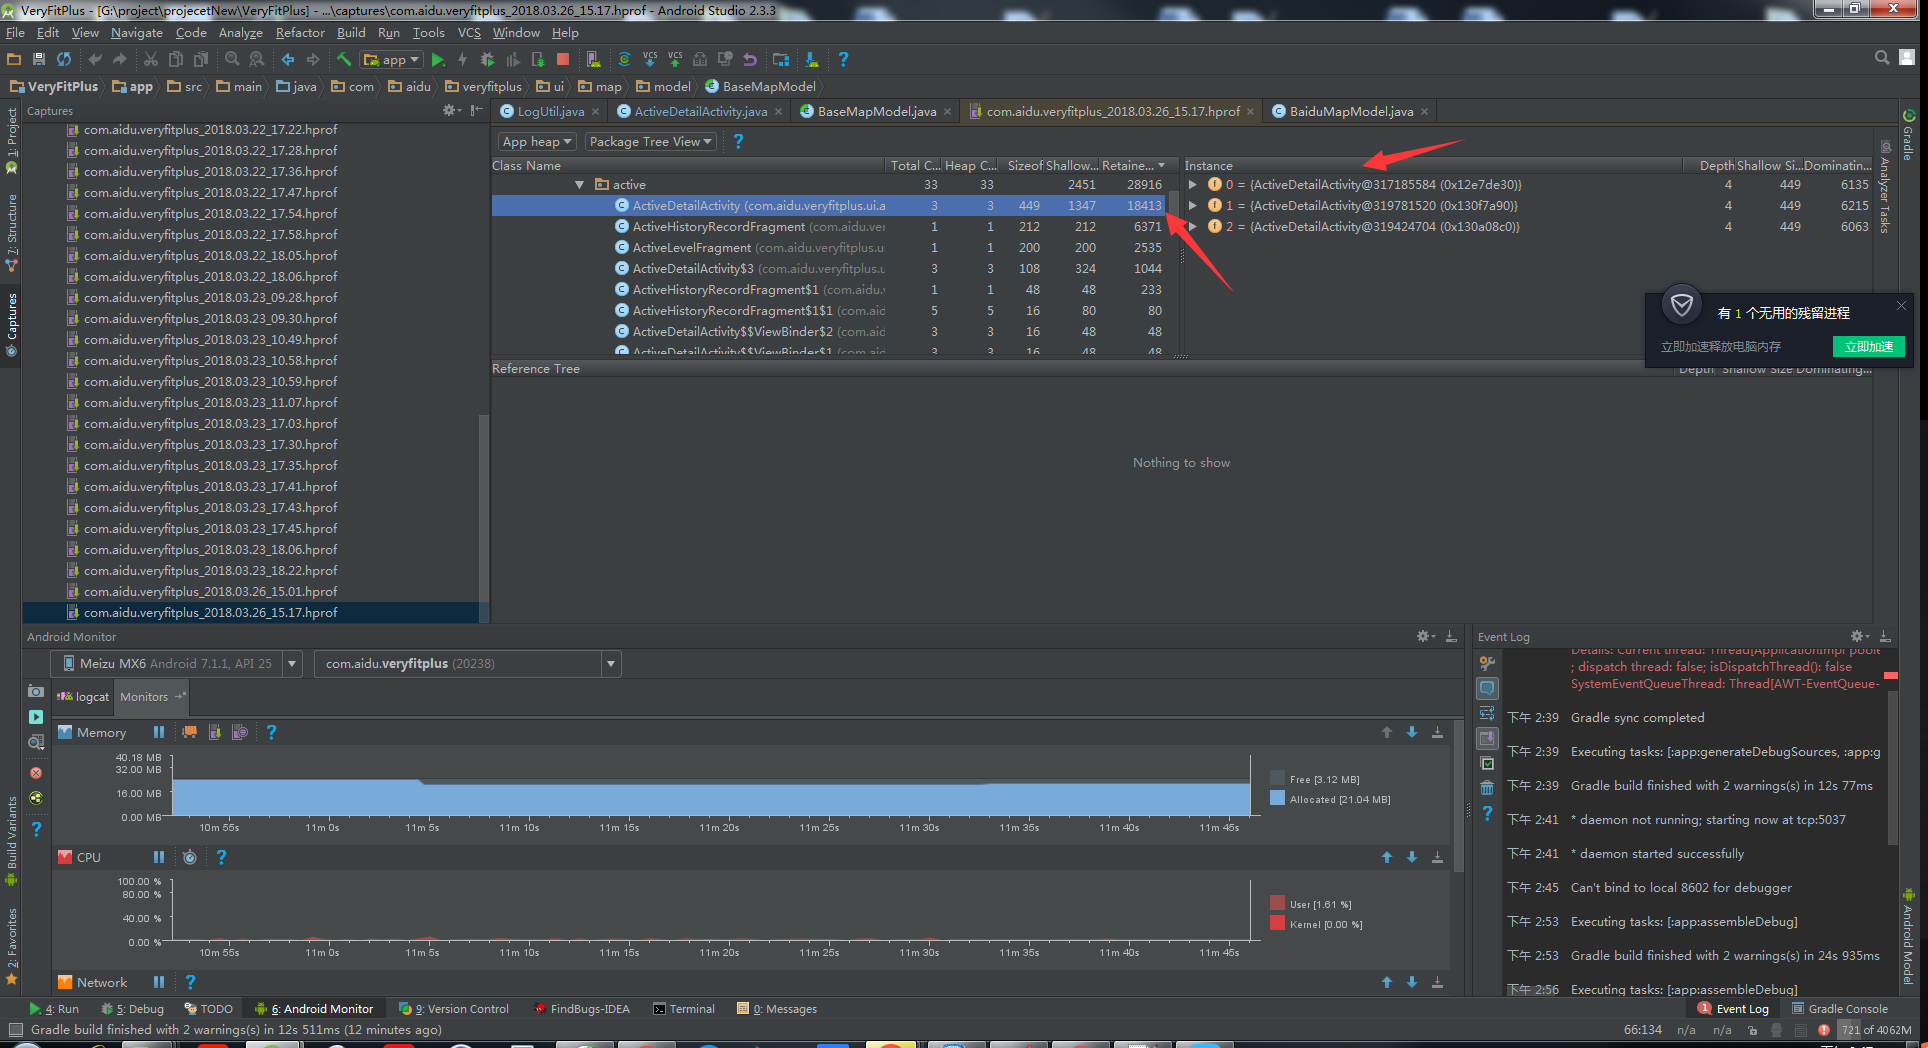 VeryFitPlus - [G:\project\projecetNew\VeryFitPlus] - ...\captures\com.aidu.veryfitplus_2018.03.26_15.17.hprof - Android Studio 2.3.3
File Edit View Navigate Code Analyze Refactor Build Run Tools VCS Window Help
app
VeryFitPlus app src main java com aidu veryfitplus ui map model BaseMapModel
Captures
LogUtil.java ActiveDetailActivity.java BaseMapModel.java com.aidu.veryfitplus_2018.03.26_15.17.hprof BaiduMapModel.java
App heap Package Tree View
Class Name Total C... Heap C... Sizeof Shallow... Retaine...
active 33 33 2451 28916
ActiveDetailActivity (com.aidu.veryfitplus.ui.a 3 3 449 1347 18413
ActiveHistoryRecordFragment (com.aidu.ver 1 1 212 212 6371
ActiveLevelFragment (com.aidu.veryfitplus.u 1 1 200 200 2535
ActiveDetailActivity$3 (com.aidu.veryfitplus.u 3 3 108 324 1044
ActiveHistoryRecordFragment$1 (com.aidu. 1 1 48 48 233
ActiveHistoryRecordFragment$1$1 (com.aid 5 5 16 80 80
ActiveDetailActivity$$ViewBinder$2 (com.aid 3 3 16 48 48
ActiveDetailActivity$$ViewBinder$1 (com.aid 3 3 16 48 48
Instance Depth Shallow Si... Dominatin...
0 = {ActiveDetailActivity@317185584 (0x12e7de30)} 4 449 6135
1 = {ActiveDetailActivity@319781520 (0x130f7a90)} 4 449 6215
2 = {ActiveDetailActivity@319424704 (0x130a08c0)} 4 449 6063
Reference Tree Depth Shallow Size Dominating...
Nothing to show
有 1 个无用的残留进程
立即加速释放电脑内存 立即加速
com.aidu.veryfitplus_2018.03.22_17.22.hprof
com.aidu.veryfitplus_2018.03.22_17.28.hprof
com.aidu.veryfitplus_2018.03.22_17.36.hprof
com.aidu.veryfitplus_2018.03.22_17.47.hprof
com.aidu.veryfitplus_2018.03.22_17.54.hprof
com.aidu.veryfitplus_2018.03.22_17.58.hprof
com.aidu.veryfitplus_2018.03.22_18.05.hprof
com.aidu.veryfitplus_2018.03.22_18.06.hprof
com.aidu.veryfitplus_2018.03.23_09.28.hprof
com.aidu.veryfitplus_2018.03.23_09.30.hprof
com.aidu.veryfitplus_2018.03.23_10.49.hprof
com.aidu.veryfitplus_2018.03.23_10.58.hprof
com.aidu.veryfitplus_2018.03.23_10.59.hprof
com.aidu.veryfitplus_2018.03.23_11.07.hprof
com.aidu.veryfitplus_2018.03.23_17.03.hprof
com.aidu.veryfitplus_2018.03.23_17.30.hprof
com.aidu.veryfitplus_2018.03.23_17.35.hprof
com.aidu.veryfitplus_2018.03.23_17.41.hprof
com.aidu.veryfitplus_2018.03.23_17.43.hprof
com.aidu.veryfitplus_2018.03.23_17.45.hprof
com.aidu.veryfitplus_2018.03.23_18.06.hprof
com.aidu.veryfitplus_2018.03.23_18.22.hprof
com.aidu.veryfitplus_2018.03.26_15.01.hprof
com.aidu.veryfitplus_2018.03.26_15.17.hprof
1: Project
7: Structure
Captures
Build Variants
2: Favorites
Gradle
Analyzer Tasks
Android Model
Android Monitor
Meizu MX6 Android 7.1.1, API 25 com.aidu.veryfitplus (20238)
logcat Monitors
Memory
40.18 MB
32.00 MB
16.00 MB
0.00 MB
Free [3.12 MB]
Allocated [21.04 MB]
10m 55s 11m 0s 11m 5s 11m 10s 11m 15s 11m 20s 11m 25s 11m 30s 11m 35s 11m 40s 11m 45s
CPU
100.00 %
80.00 %
40.00 %
0.00 %
User [1.61 %]
Kernel [0.00 %]
10m 55s 11m 0s 11m 5s 11m 10s 11m 15s 11m 20s 11m 25s 11m 30s 11m 35s 11m 40s 11m 45s
Network
Event Log
Details: Current thread: Thread[ApplicationImpl poole
; dispatch thread: false; isDispatchThread(): false
SystemEventQueueThread: Thread[AWT-EventQueue-
下午 2:39 Gradle sync completed
下午 2:39 Executing tasks: [:app:generateDebugSources, :app:g
下午 2:39 Gradle build finished with 2 warnings(s) in 12s 77ms
下午 2:41 * daemon not running; starting now at tcp:5037
下午 2:41 * daemon started successfully
下午 2:45 Can't bind to local 8602 for debugger
下午 2:53 Executing tasks: [:app:assembleDebug]
下午 2:53 Gradle build finished with 2 warnings(s) in 24s 935ms
下午 2:56 Executing tasks: [:app:assembleDebug]
4: Run 5: Debug TODO 6: Android Monitor 9: Version Control FindBugs-IDEA Terminal 0: Messages 1 Event Log Gradle Console
Gradle build finished with 2 warnings(s) in 12s 511ms (12 minutes ago) 66:134 n/a n/a 721 of 4062M